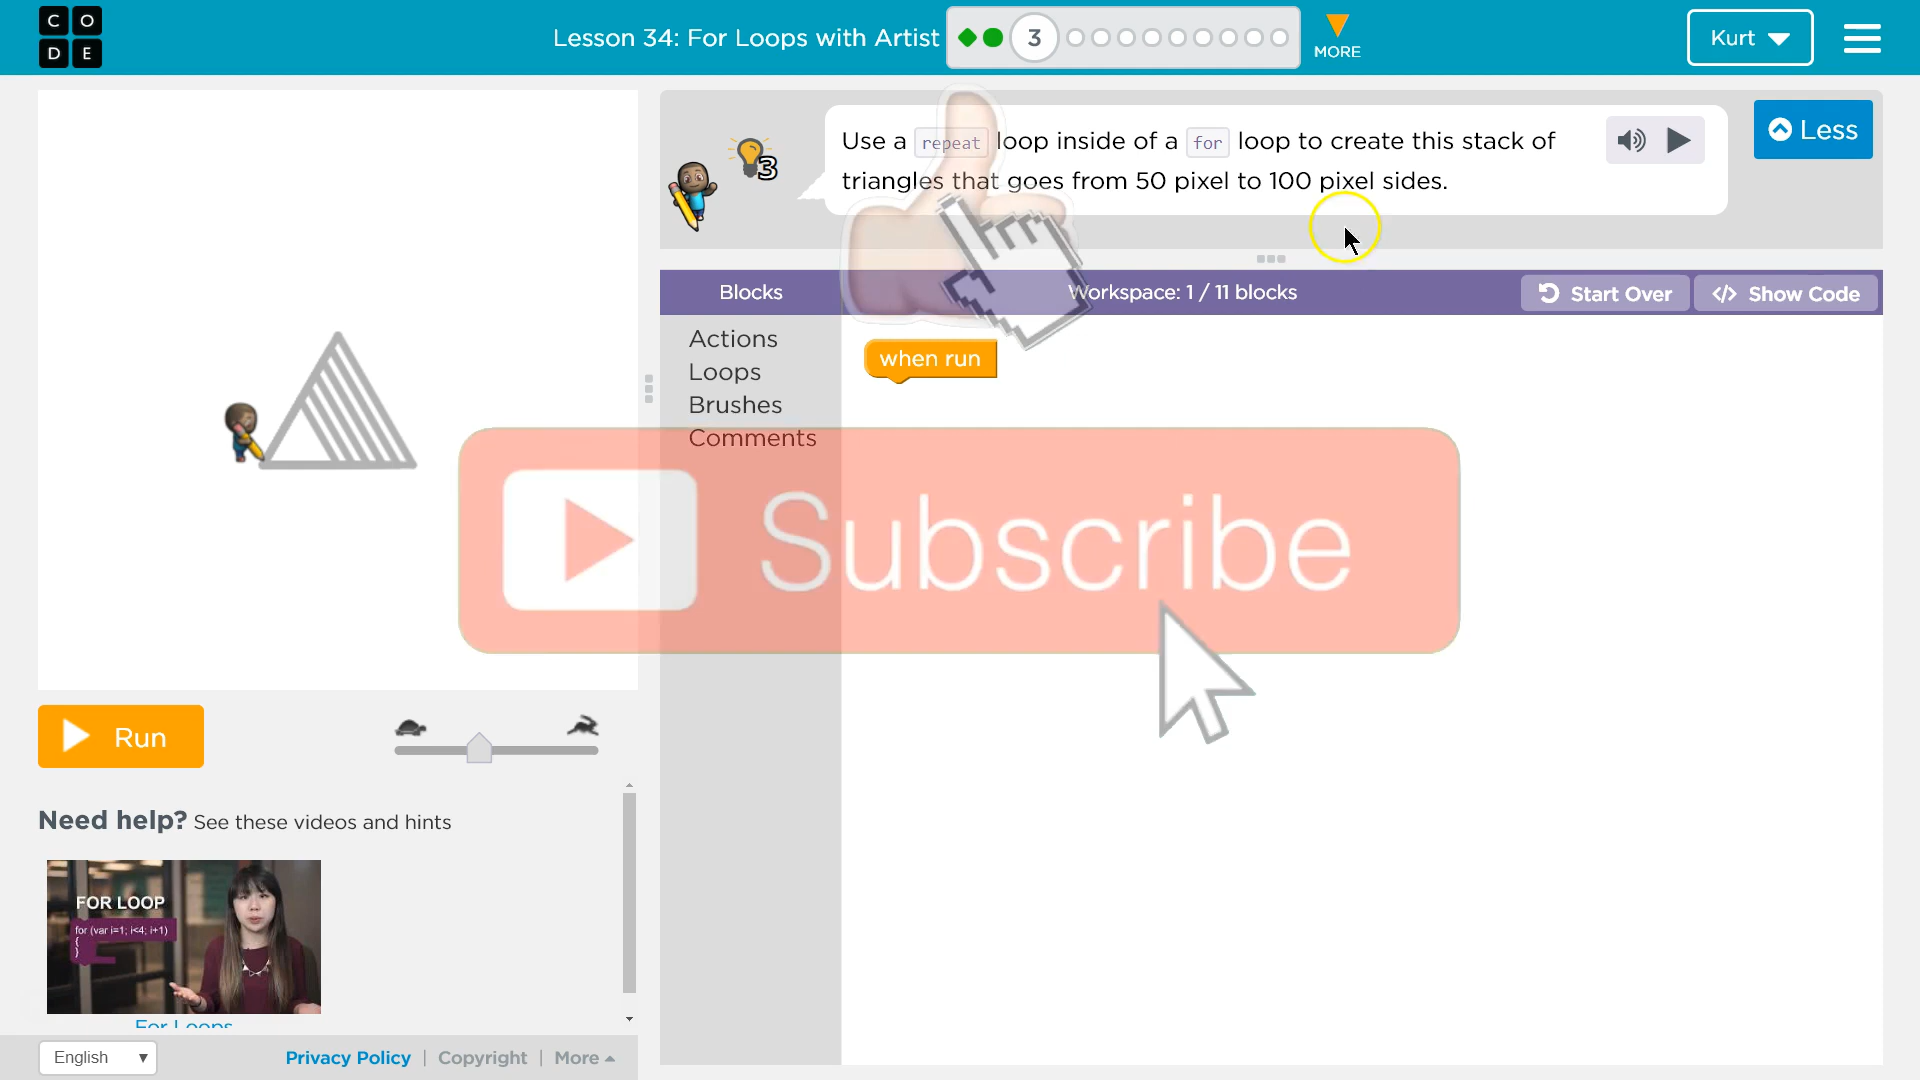 C O
D E
Lesson 34: For Loops with Artist
3
MORE
Kurt
Use a repeat loop inside of a for loop to create this stack of
triangles that goes from 50 pixel to 100 pixel sides.
3
Less
Blocks
Workspace: 1 / 11 blocks
Start Over
Show Code
Actions
Loops
Brushes
Comments
when run
Subscribe
Run
Need help? See these videos and hints
FOR LOOP
for (var i=1; i<4; i+1)
{
}
For Loops
English
Privacy Policy | Copyright | More